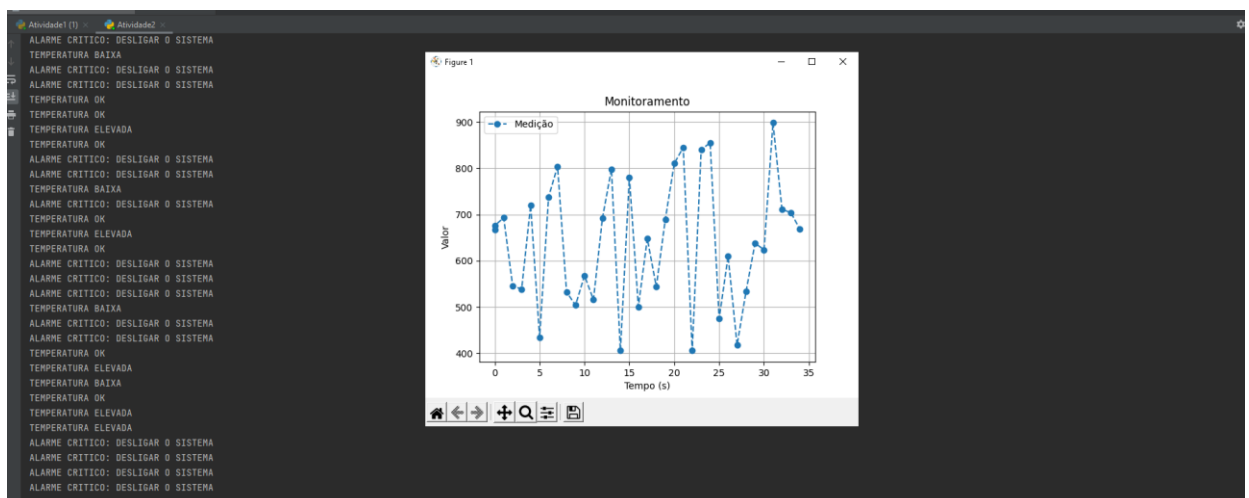 Atividade1 (1) × Atividade2 ×
ALARME CRITICO: DESLIGAR O SISTEMA
TEMPERATURA BAIXA
ALARME CRITICO: DESLIGAR O SISTEMA
ALARME CRITICO: DESLIGAR O SISTEMA
TEMPERATURA OK
TEMPERATURA OK
TEMPERATURA ELEVADA
TEMPERATURA OK
ALARME CRITICO: DESLIGAR O SISTEMA
ALARME CRITICO: DESLIGAR O SISTEMA
TEMPERATURA BAIXA
ALARME CRITICO: DESLIGAR O SISTEMA
TEMPERATURA OK
TEMPERATURA ELEVADA
TEMPERATURA OK
ALARME CRITICO: DESLIGAR O SISTEMA
ALARME CRITICO: DESLIGAR O SISTEMA
ALARME CRITICO: DESLIGAR O SISTEMA
TEMPERATURA BAIXA
ALARME CRITICO: DESLIGAR O SISTEMA
ALARME CRITICO: DESLIGAR O SISTEMA
TEMPERATURA OK
TEMPERATURA ELEVADA
TEMPERATURA BAIXA
TEMPERATURA OK
TEMPERATURA ELEVADA
TEMPERATURA ELEVADA
ALARME CRITICO: DESLIGAR O SISTEMA
ALARME CRITICO: DESLIGAR O SISTEMA
ALARME CRITICO: DESLIGAR O SISTEMA
ALARME CRITICO: DESLIGAR O SISTEMA
Figure 1
Monitoramento
Medição
900
800
700
600
500
400
Valor
0 5 10 15 20 25 30 35
Tempo (s)